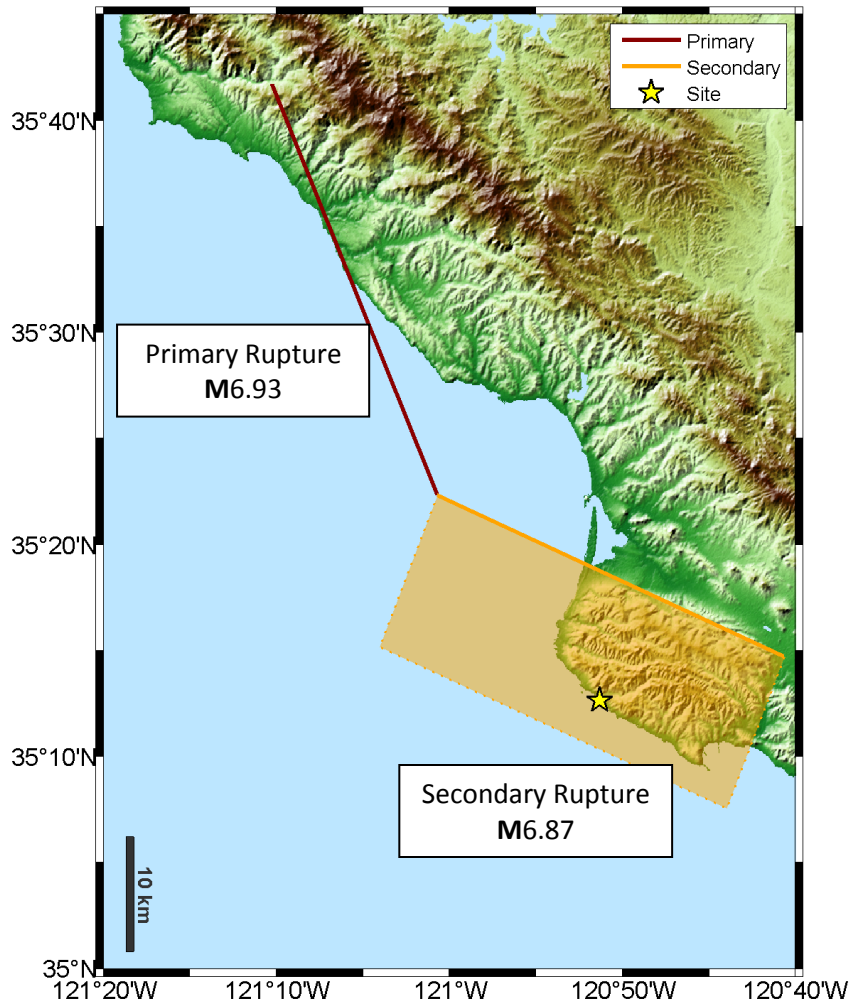 Primary
Secondary
Site
35°40'N
35°30'N
Primary Rupture
M6.93
35°20'N
35°10'N
Secondary Rupture
M6.87
10 km
35°N
121°20'W 121°10'W 121°W 120°50'W 120°40'W